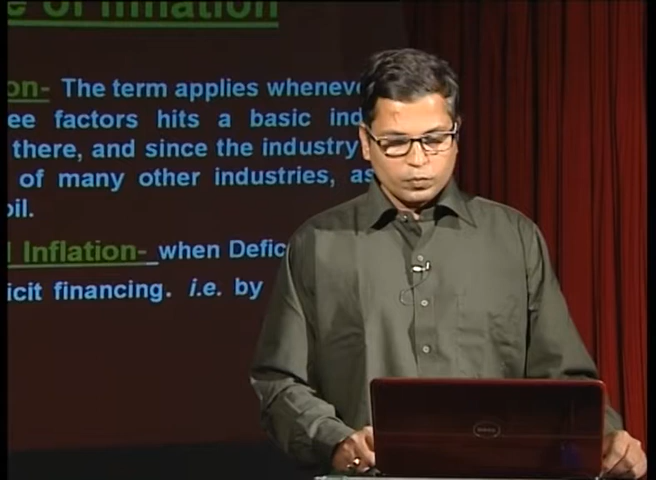 e of Inflation
on- The term applies wheneve
ee factors hits a basic ind
there, and since the industry
of many other industries, as
oil.
l Inflation- when Defic
icit financing. i.e. by
DELL